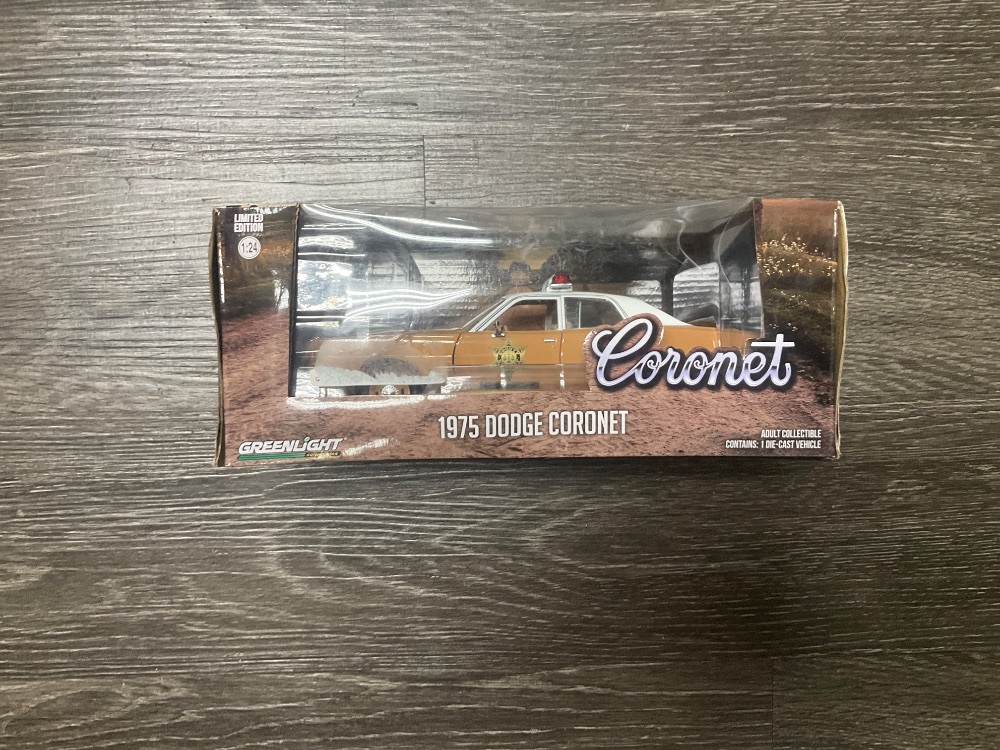 LIMITED
EDITION
1:24
Coronet
1975 DODGE CORONET
GREENLIGHT
ADULT COLLECTIBLE
CONTAINS: 1 DIE-CAST VEHICLE